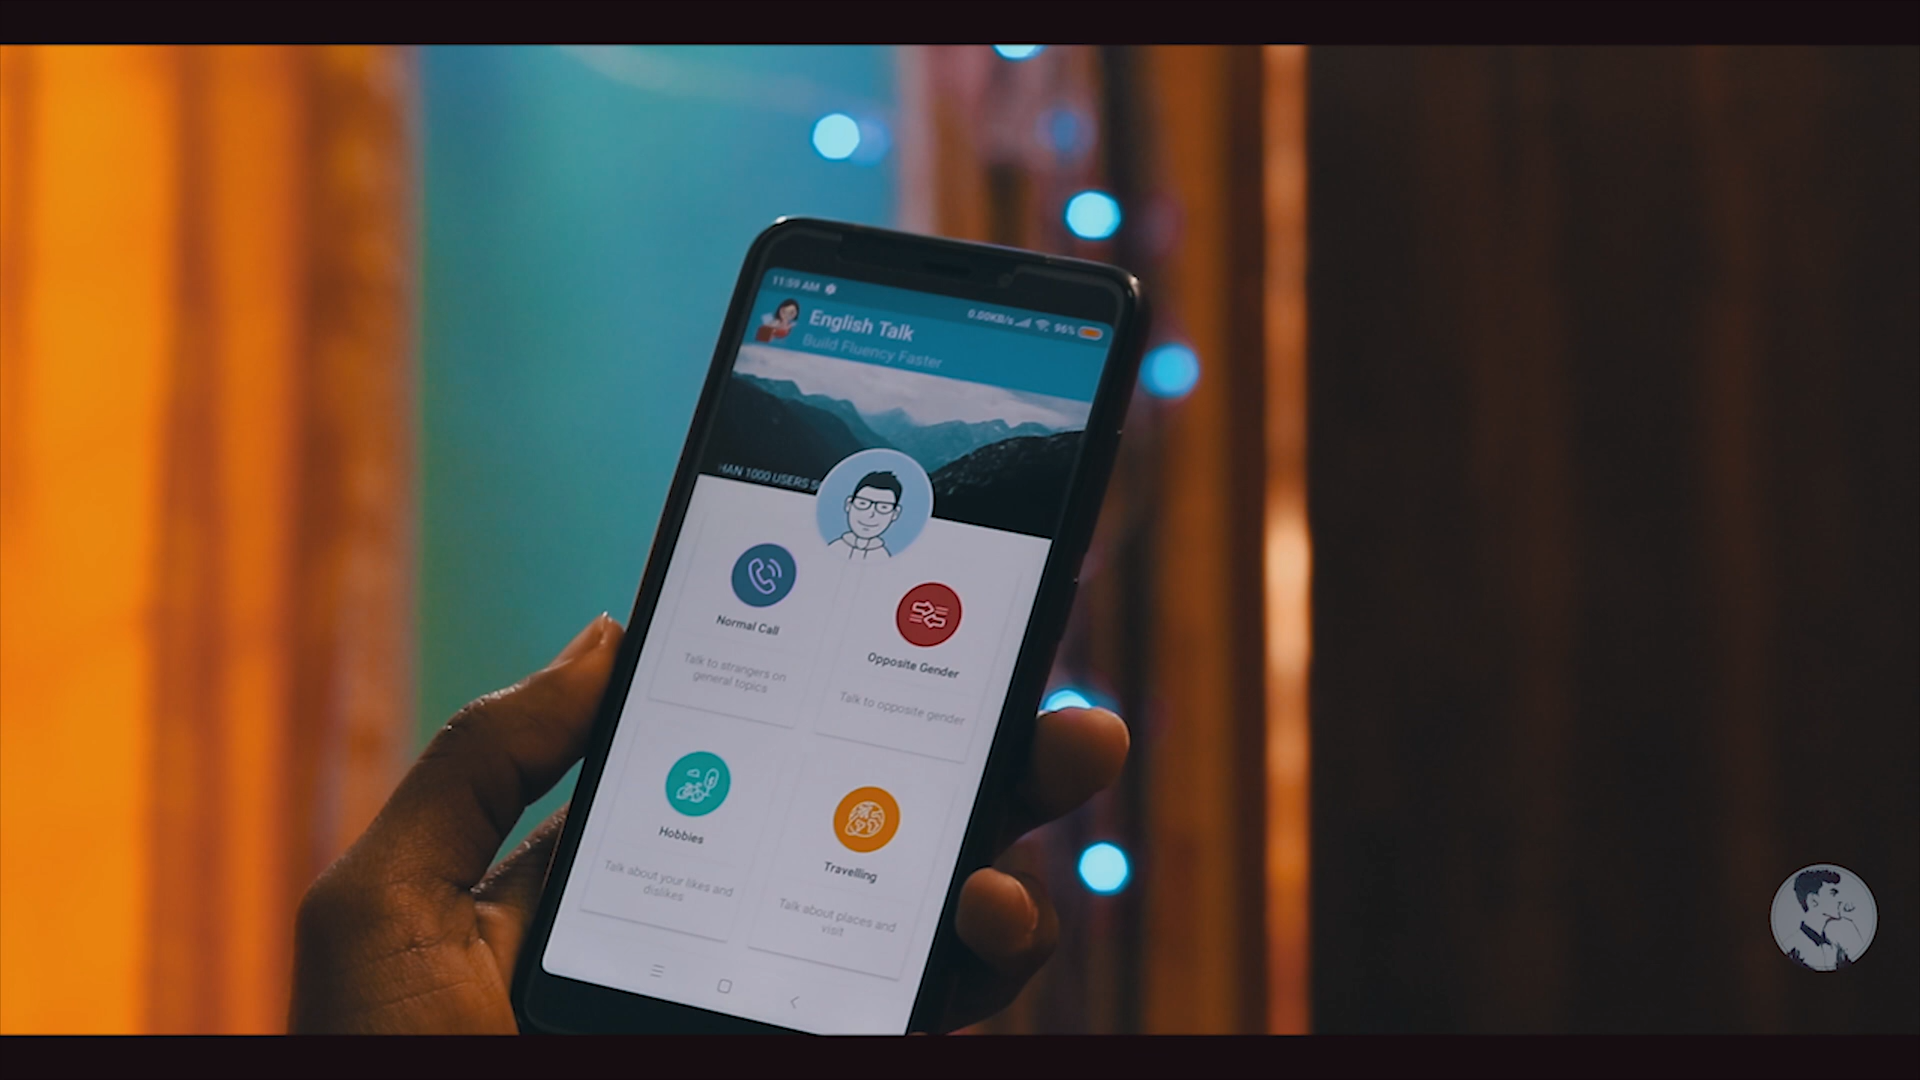 11:59 AM
0.00KB/s 96%
English Talk
Build Fluency Faster
HAN 1000 USERS
Normal Call
Talk to strangers on
general topics
Opposite Gender
Talk to opposite gender
Hobbies
Talk about your likes and
dislikes
Travelling
Talk about places and
visit